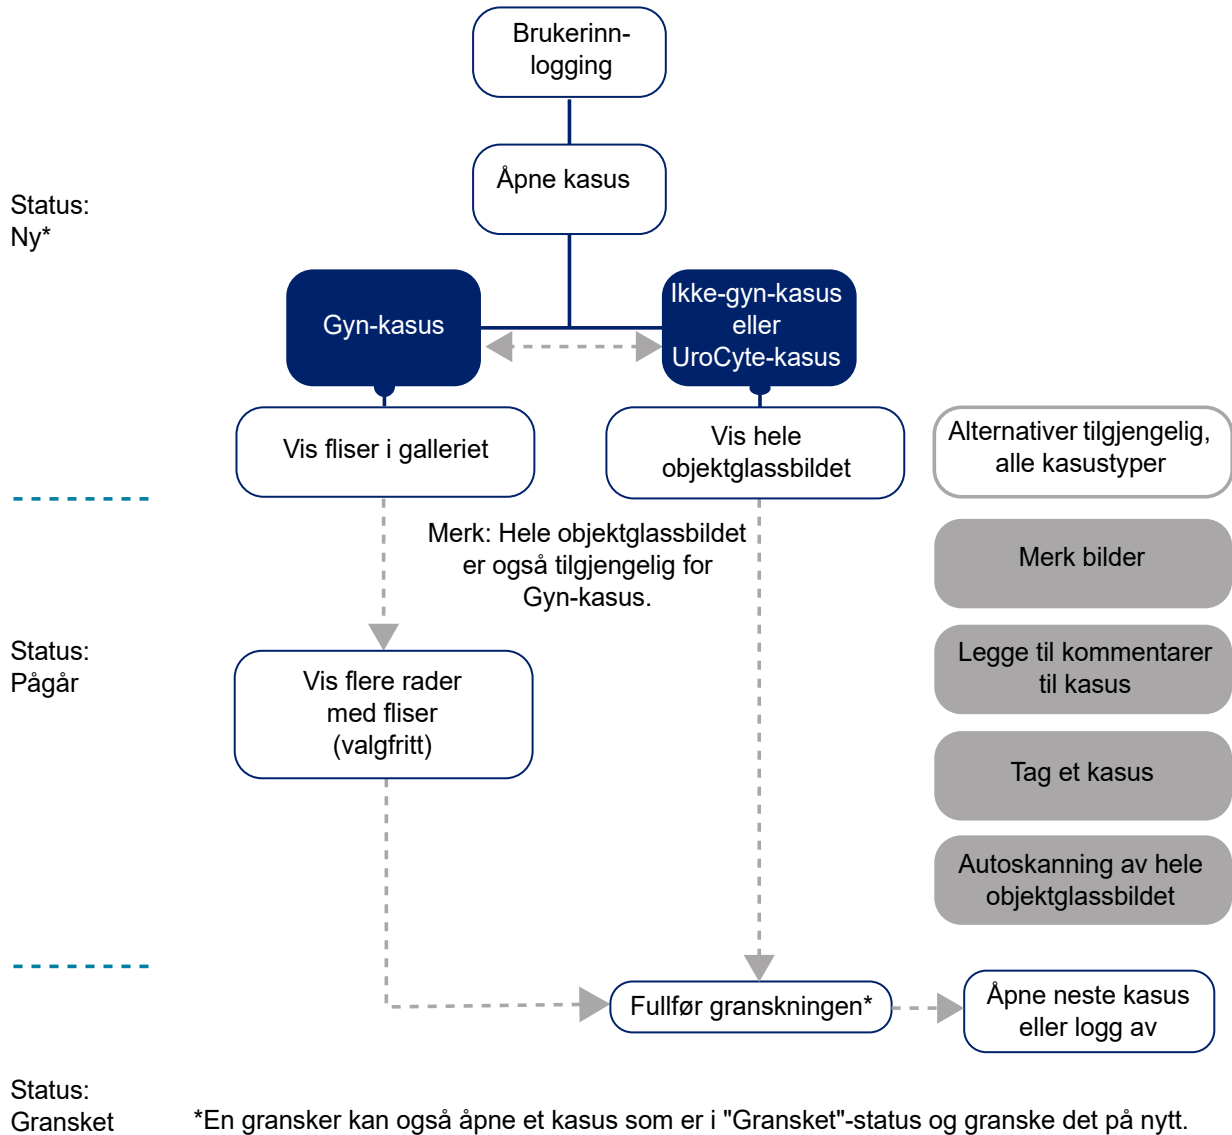 Brukerinn-
logging
Åpne kasus
Status:
Ny*
Gyn-kasus
Ikke-gyn-kasus
eller
UroCyte-kasus
Vis fliser i galleriet
Vis hele
objektglassbildet
Alternativer tilgjengelig,
alle kasustyper
Merk: Hele objektglassbildet
er også tilgjengelig for
Gyn-kasus.
Merk bilder
Status:
Pågår
Vis flere rader
med fliser
(valgfritt)
Legge til kommentarer
til kasus
Tag et kasus
Autoskanning av hele
objektglassbildet
Fullfør granskningen*
Åpne neste kasus
eller logg av
Status:
Gransket
*En gransker kan også åpne et kasus som er i "Gransket"-status og granske det på nytt.